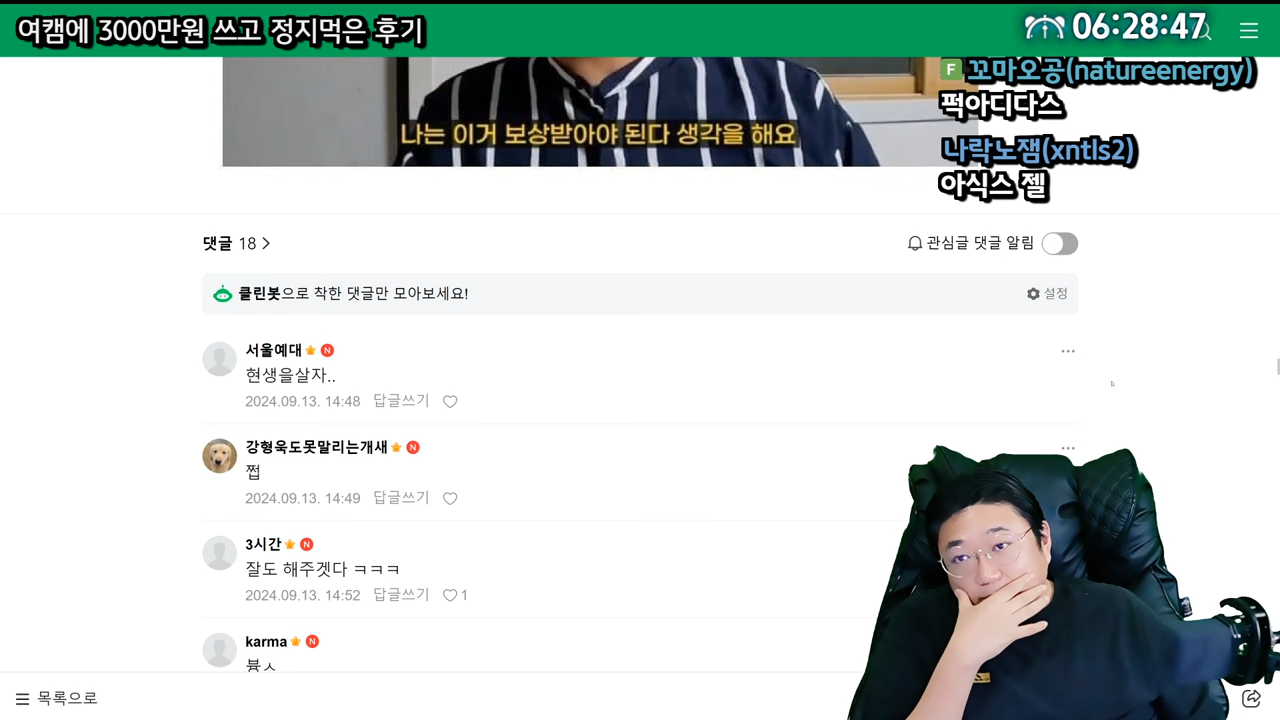 여캠에 3000만원 쓰고 정지먹은 후기
06:28:47
F 꼬마오공(natureenergy)
퍽아디다스
나락노잼(xntls2)
아식스 젤
나는 이거 보상받아야 된다 생각을 해요
댓글 18
관심글 댓글 알림
클린봇으로 착한 댓글만 모아보세요!
설정
서울예대 N
현생을살자..
2024.09.13. 14:48 답글쓰기
강형욱도못말리는개새 N
쩝
2024.09.13. 14:49 답글쓰기
3시간 N
잘도 해주겟다 ㅋㅋㅋ
2024.09.13. 14:52 답글쓰기 1
karma N
목록으로